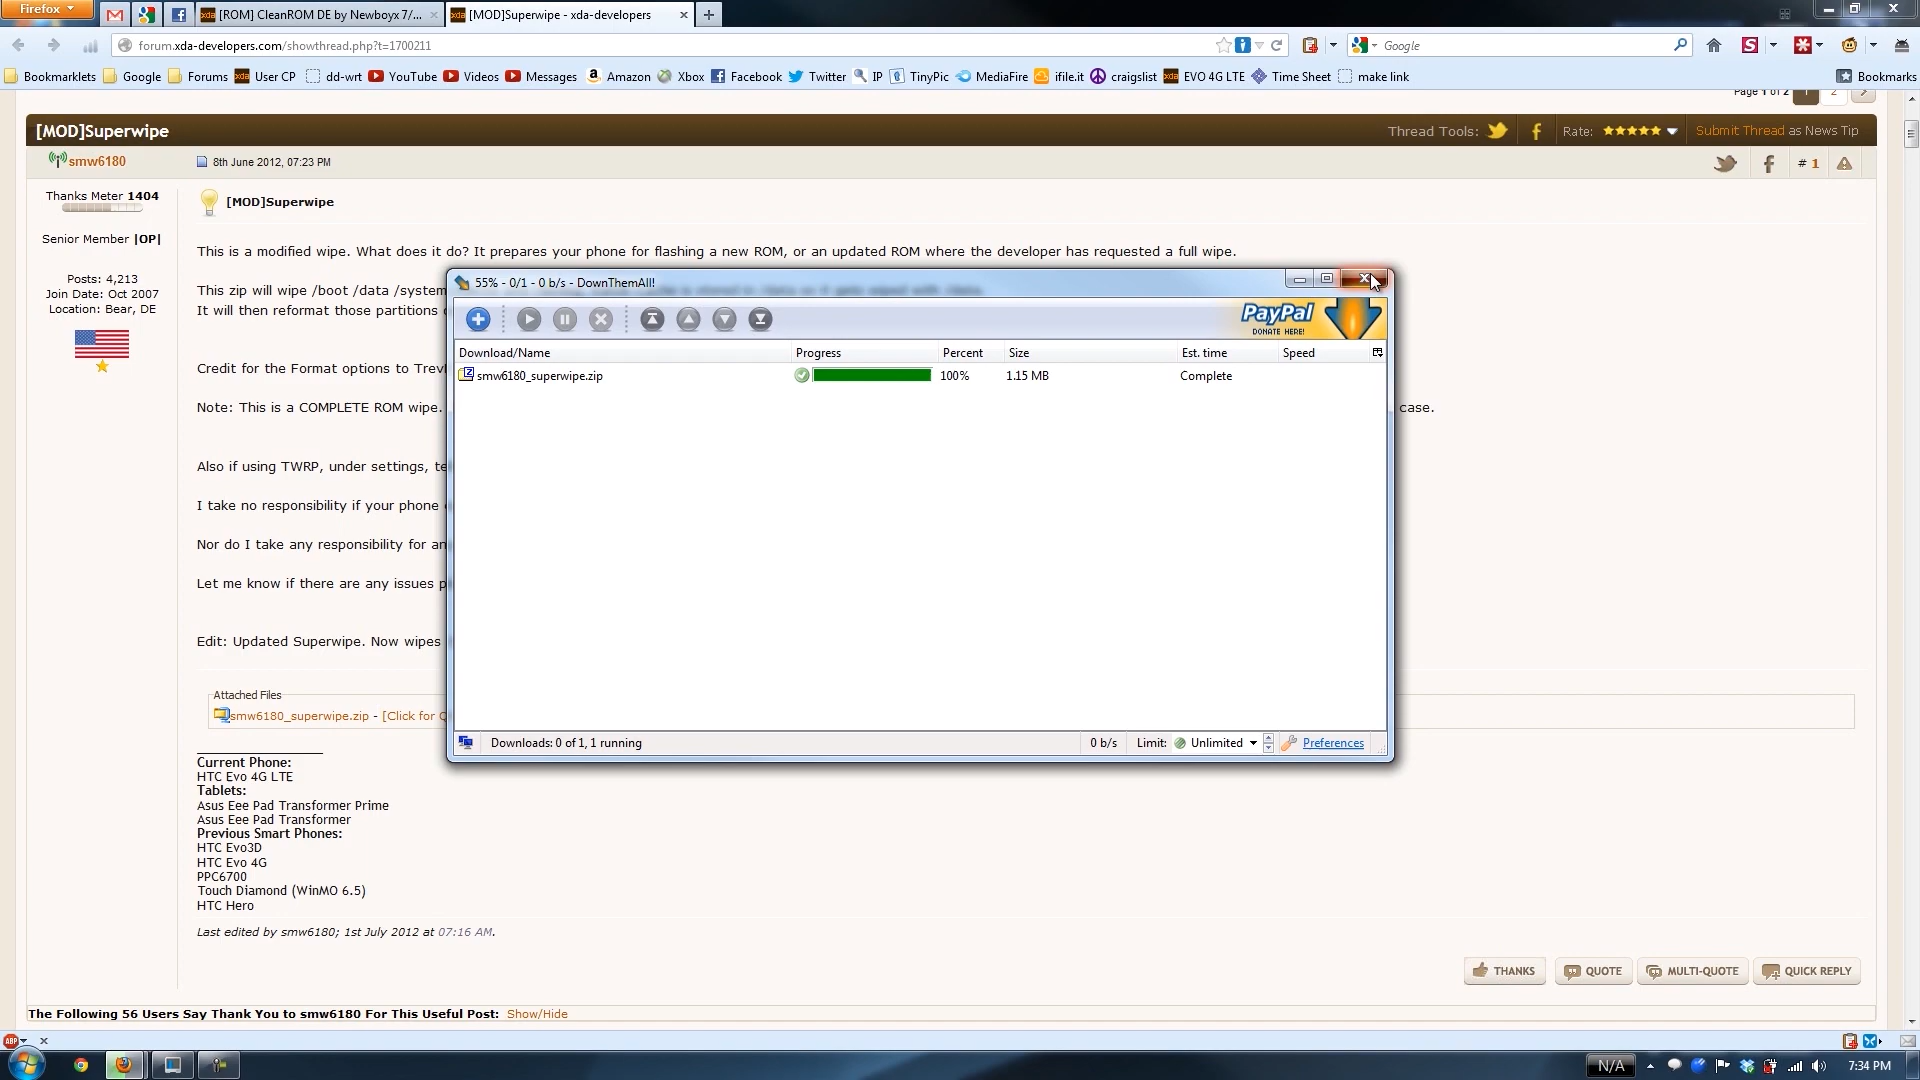 Firefox
[ROM] CleanROM DE by Newboyx 7/...
[MOD]Superwipe - xda-developers
forum.xda-developers.com/showthread.php?t=1700211
Google
Bookmarklets
Google
Forums
User CP
dd-wrt
YouTube
Videos
Messages
Amazon
Xbox
Facebook
Twitter
IP
TinyPic
MediaFire
ifile.it
craigslist
EVO 4G LTE
Time Sheet
make link
Bookmarks
Page 1 of 2
1
2
[MOD]Superwipe
Thread Tools:
Rate:
Submit Thread as News Tip
smw6180
8th June 2012, 07:23 PM
# 1
Thanks Meter 1404
Senior Member |OP|
Posts: 4,213
Join Date: Oct 2007
Location: Bear, DE
[MOD]Superwipe
This is a modified wipe. What does it do? It prepares your phone for flashing a new ROM, or an updated ROM where the developer has requested a full wipe.
This zip will wipe /boot /data /system
It will then reformat those partitions
Credit for the Format options to
Note: This is a COMPLETE ROM wipe.
case.
Also if using TWRP, under settings,
I take no responsibility if your phone
Nor do I take any responsibility for
Let me know if there are any issues
Edit: Updated Superwipe. Now wipes
Attached Files
smw6180_superwipe.zip - [Click for
55% - 0/1 - 0 b/s - DownThemAll!
PayPal
DONATE HERE!
Download/Name
Progress
Percent
Size
Est. time
Speed
smw6180_superwipe.zip
100%
1.15 MB
Complete
Downloads: 0 of 1, 1 running
0 b/s
Limit:
Unlimited
Preferences
Current Phone:
HTC Evo 4G LTE
Tablets:
Asus Eee Pad Transformer Prime
Asus Eee Pad Transformer
Previous Smart Phones:
HTC Evo3D
HTC Evo 4G
PPC6700
Touch Diamond (WinMO 6.5)
HTC Hero
Last edited by smw6180; 1st July 2012 at 07:16 AM.
THANKS
QUOTE
MULTI-QUOTE
QUICK REPLY
The Following 56 Users Say Thank You to smw6180 For This Useful Post: Show/Hide
ABP
N/A
7:34 PM